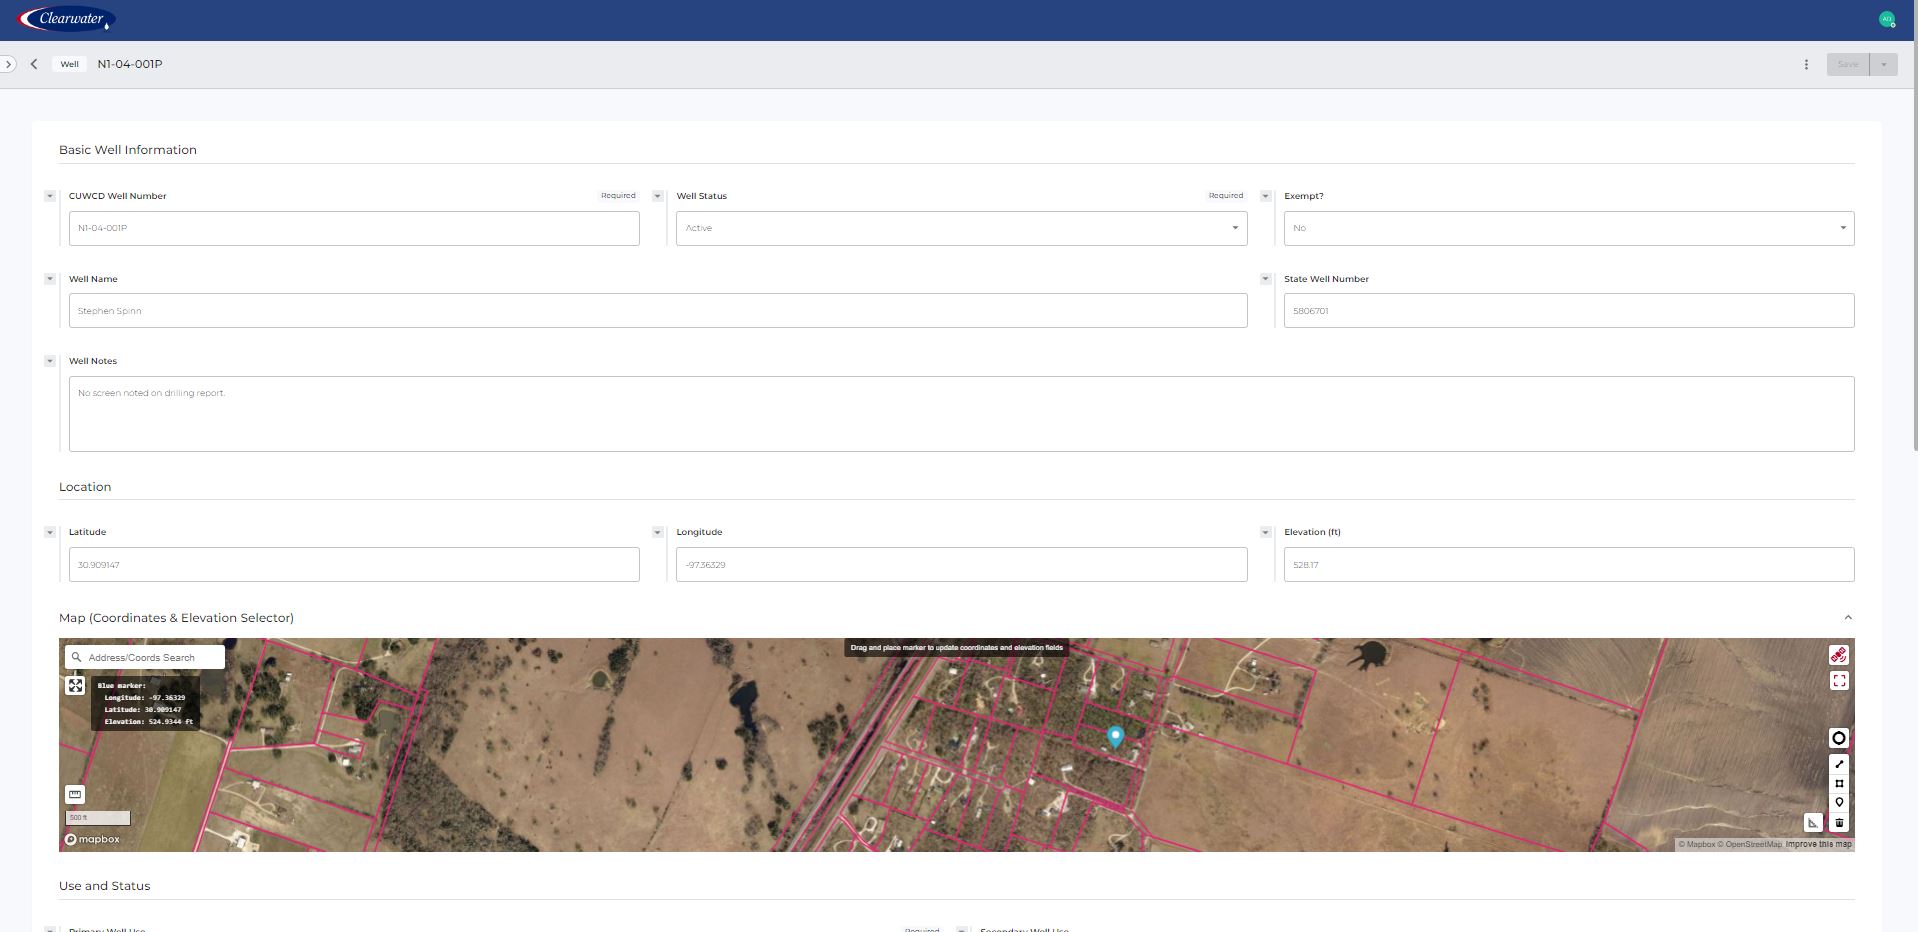 Clearwater
AD
Well N1-04-001P
Save
Basic Well Information
CUWCD Well Number Required
Well Status Required
Exempt?
N1-04-001P
Active
No
Well Name
State Well Number
Stephen Spinn
5806701
Well Notes
No screen noted on drilling report.
Location
Latitude
Longitude
Elevation (ft)
30.909147
-97.36329
528.17
Map (Coordinates & Elevation Selector)
Address/Coords Search
Drag and place marker to update coordinates and elevation fields
Blue marker:
Longitude: -97.36329
Latitude: 30.909147
Elevation: 524.9344 ft
500 ft
mapbox
© Mapbox © OpenStreetMap Improve this map
Use and Status
Primary Well Use Required
Secondary Well Use